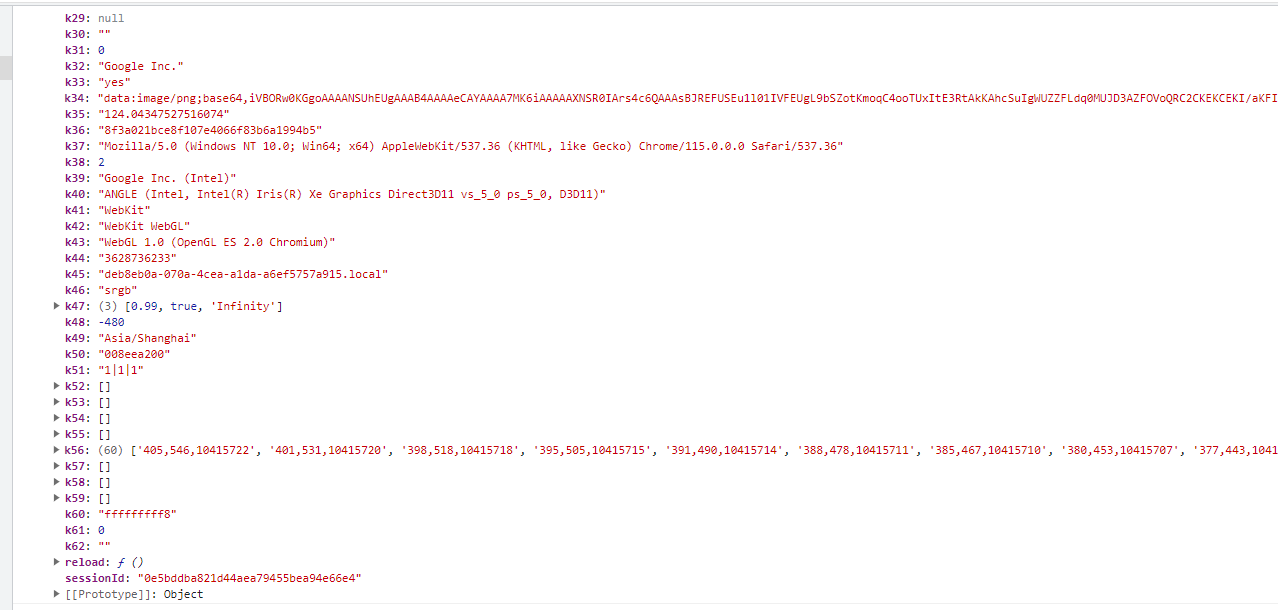 k29: null
k30: ""
k31: 0
k32: "Google Inc."
k33: "yes"
k34: "data:image/png;base64,iVBORw0KGgoAAAANSUhEUgAAAB4AAAAeCAYAAAA7MK6iAAAAAXNSR0IArs4c6QAAAsBJREFUSEu1l01IVFEUgL9bSZotKmoqC4ooTUxItE3RtAkKAhcSuIgWUZZFLdq0MUJD3AZFOVoQRC2CKEKCEKI/aKFI
k35: "124.04347527516074"
k36: "8f3a021bce8f107e4066f83b6a1994b5"
k37: "Mozilla/5.0 (Windows NT 10.0; Win64; x64) AppleWebKit/537.36 (KHTML, like Gecko) Chrome/115.0.0.0 Safari/537.36"
k38: 2
k39: "Google Inc. (Intel)"
k40: "ANGLE (Intel, Intel(R) Iris(R) Xe Graphics Direct3D11 vs_5_0 ps_5_0, D3D11)"
k41: "WebKit"
k42: "WebKit WebGL"
k43: "WebGL 1.0 (OpenGL ES 2.0 Chromium)"
k44: "3628736233"
k45: "deb8eb0a-070a-4cea-a1da-a6ef5757a915.local"
k46: "srgb"
k47: (3) [0.99, true, 'Infinity']
k48: -480
k49: "Asia/Shanghai"
k50: "008eea200"
k51: "1|1|1"
k52: []
k53: []
k54: []
k55: []
k56: (60) ['405,546,10415722', '401,531,10415720', '398,518,10415718', '395,505,10415715', '391,490,10415714', '388,478,10415711', '385,467,10415710', '380,453,10415707', '377,443,1041
k57: []
k58: []
k59: []
k60: "fffffffff8"
k61: 0
k62: ""
reload: ƒ ()
sessionId: "0e5bddba821d44aea79455bea94e66e4"
[[Prototype]]: Object